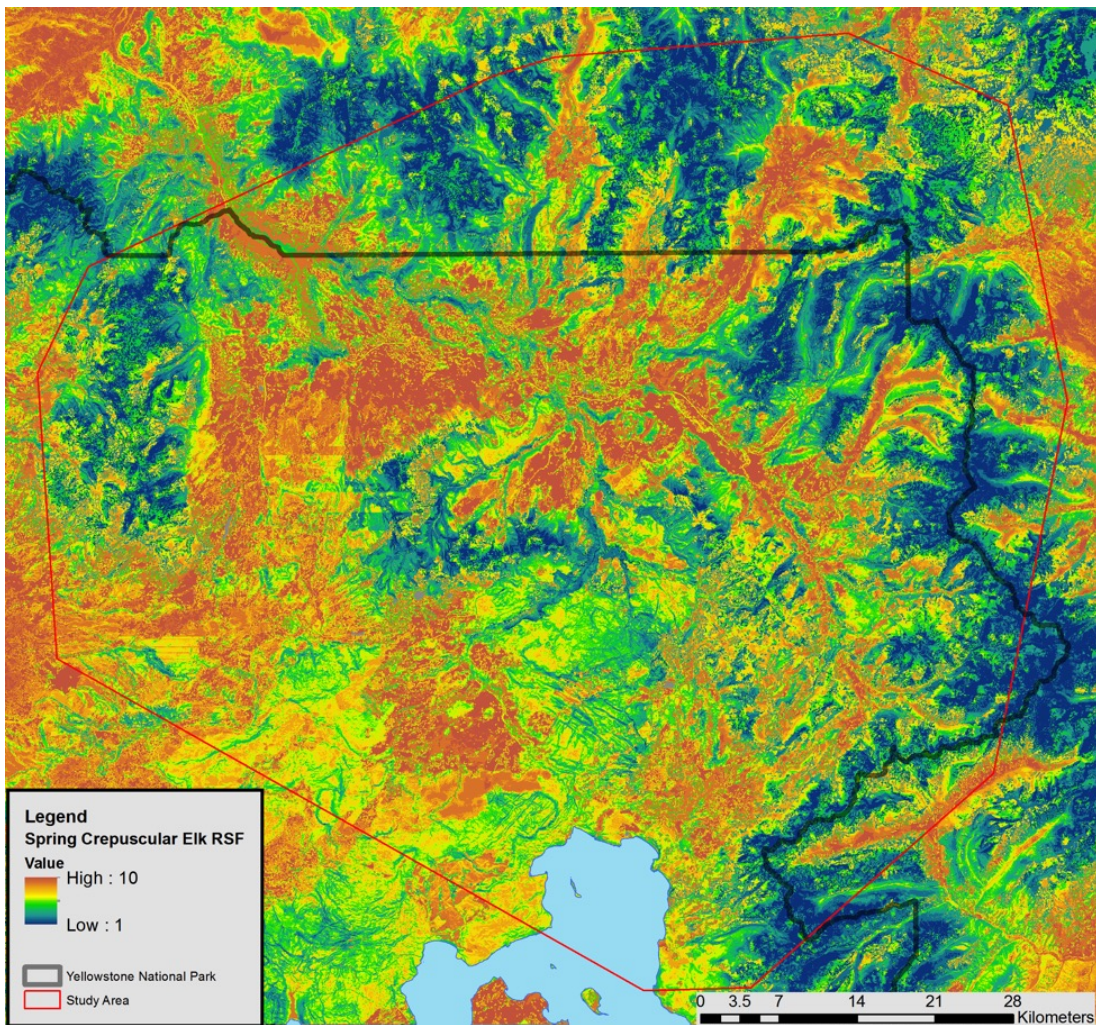 Legend
Spring Crepuscular Elk RSF
Value
High : 10
Low : 1
Yellowstone National Park
Study Area
0 3.5 7 14 21 28
Kilometers